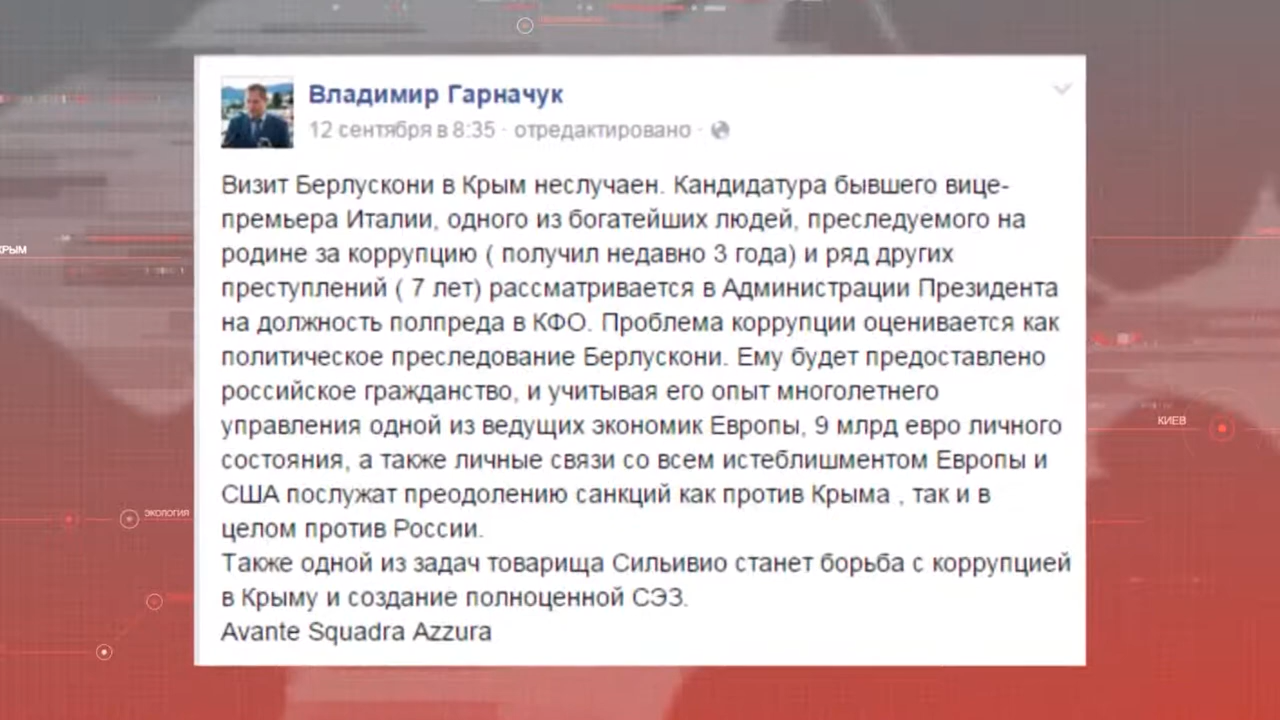 Владимир Гарначук
12 сентября в 8:35 · отредактировано ·
Визит Берлускони в Крым неслучаен. Кандидатура бывшего вице-
премьера Италии, одного из богатейших людей, преследуемого на
родине за коррупцию ( получил недавно 3 года) и ряд других
преступлений ( 7 лет) рассматривается в Администрации Президента
на должность полпреда в КФО. Проблема коррупции оценивается как
политическое преследование Берлускони. Ему будет предоставлено
российское гражданство, и учитывая его опыт многолетнего
управления одной из ведущих экономик Европы, 9 млрд евро личного
состояния, а также личные связи со всем истеблишментом Европы и
США послужат преодолению санкций как против Крыма , так и в
целом против России.
Также одной из задач товарища Сильивио станет борьба с коррупцией
в Крыму и создание полноценной СЭЗ.
Avante Squadra Azzura
КРЫМ
КИЕВ
ЭКОЛОГИЯ